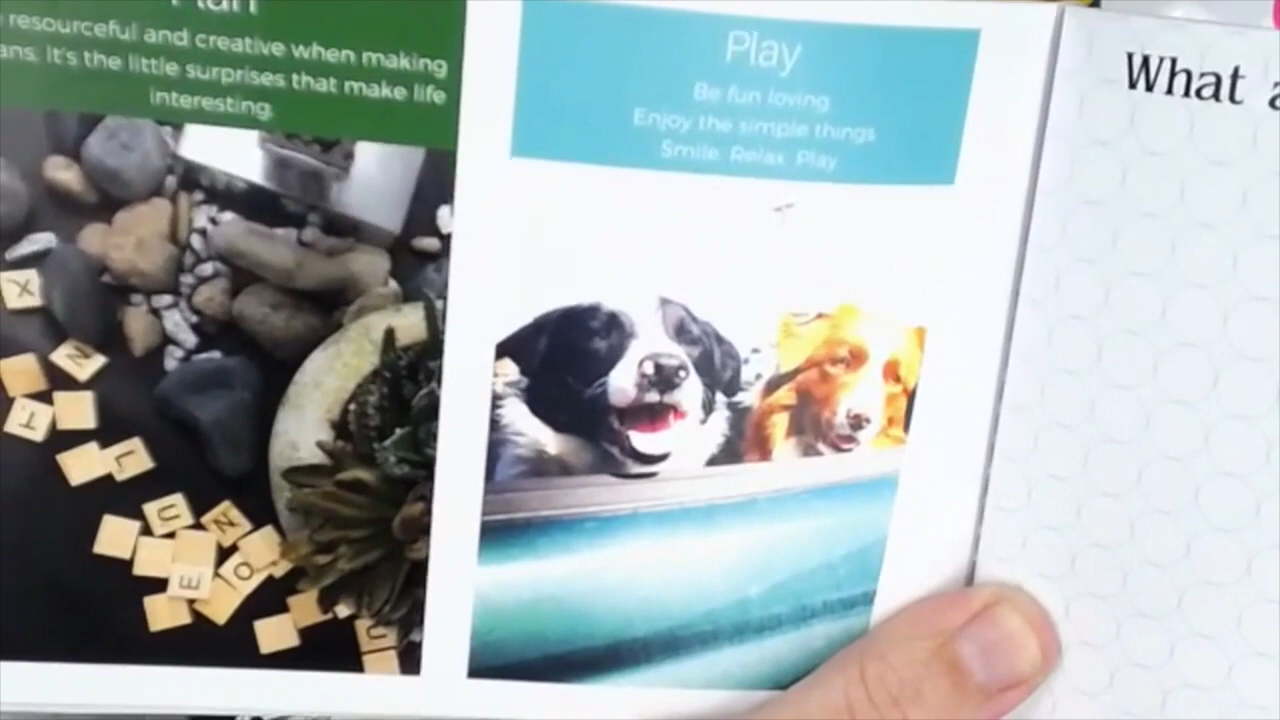 Plan
resourceful and creative when making
ans. It's the little surprises that make life
interesting.
Play
Be fun loving
Enjoy the simple things
Smile. Relax. Play
What a
X
N
L
U
N
E
O
U